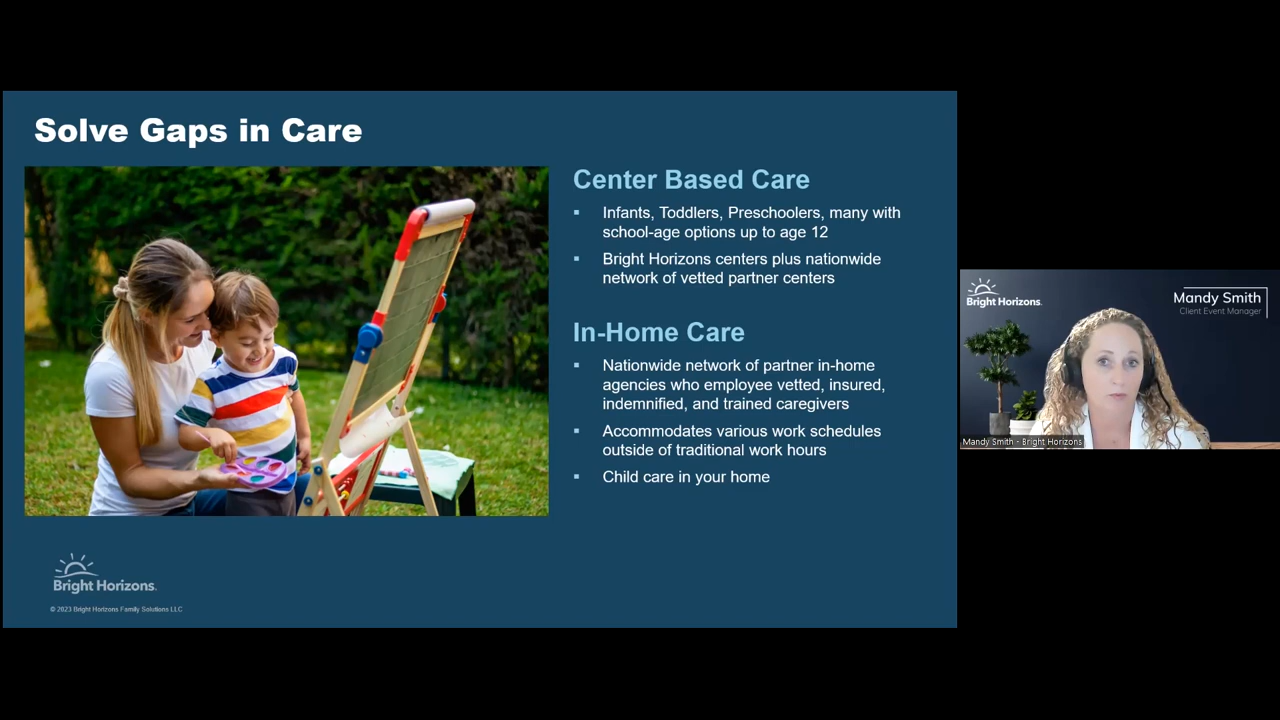 Solve Gaps in Care
Center Based Care
▪ Infants, Toddlers, Preschoolers, many with
school-age options up to age 12
▪ Bright Horizons centers plus nationwide
network of vetted partner centers
In-Home Care
▪ Nationwide network of partner in-home
agencies who employee vetted, insured,
indemnified, and trained caregivers
▪ Accommodates various work schedules
outside of traditional work hours
▪ Child care in your home
Bright Horizons.
© 2023 Bright Horizons Family Solutions LLC
Bright Horizons.
Mandy Smith
Client Event Manager
Mandy Smith - Bright Horizons